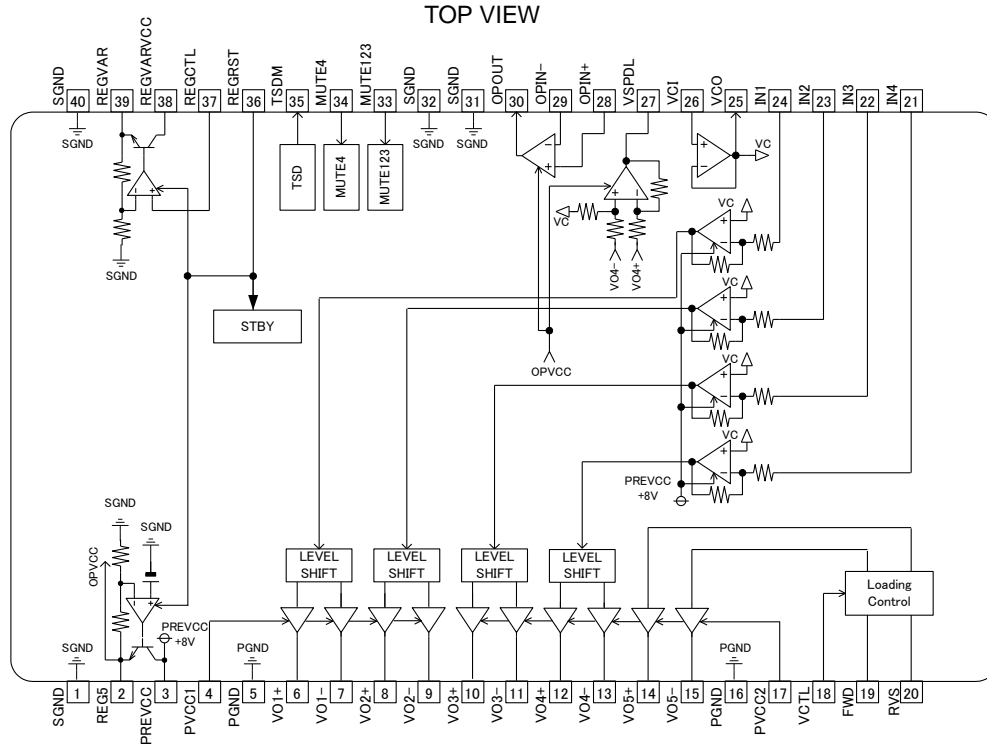 TOP VIEW
SGND
REGVAR
REGVARVCC
REGCTL
REGRST
TSDM
MUTE4
MUTE123
SGND
SGND
OPOUT
OPIN-
OPIN+
VSPDL
VCI
VCO
IN1
IN2
IN3
IN4
40
39
38
37
36
35
34
33
32
31
30
29
28
27
26
25
24
23
22
21
SGND
SGND
SGND
TSD
MUTE4
MUTE123
VC
VC
VC
SGND
VO4-
VO4+
STBY
VC
OPVCC
VC
VC
PREVCC
+8V
SGND
SGND
OPVCC
LEVEL
SHIFT
LEVEL
SHIFT
LEVEL
SHIFT
LEVEL
SHIFT
Loading
Control
PREVCC
+8V
SGND
PGND
PGND
1
2
3
4
5
6
7
8
9
10
11
12
13
14
15
16
17
18
19
20
SGND
REG5
PREVCC
PVCC1
PGND
VO1+
VO1-
VO2+
VO2-
VO3+
VO3-
VO4+
VO4-
VO5+
VO5-
PGND
PVCC2
VCTL
FWD
RVS